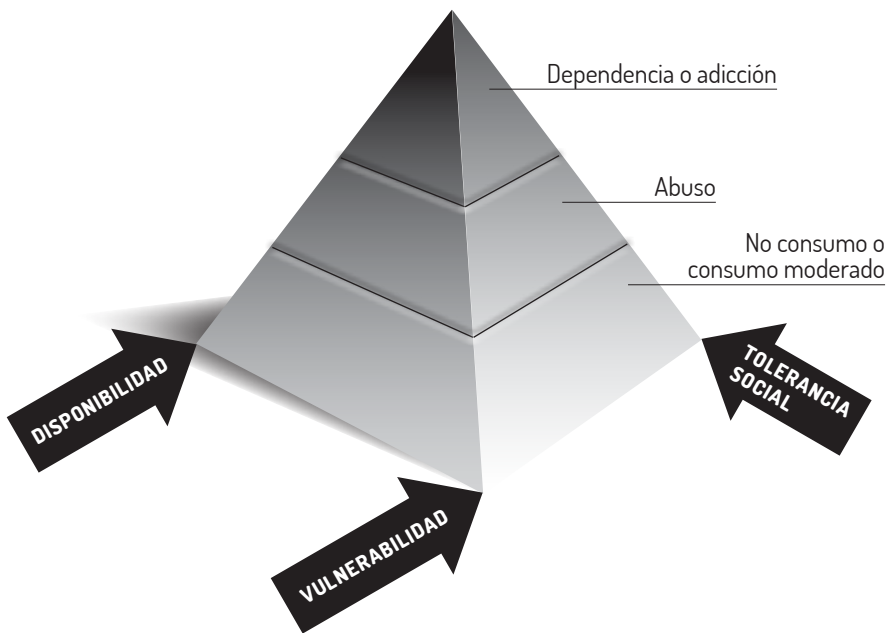 Dependencia o adicción
Abuso
No consumo o
consumo moderado
DISPONIBILIDAD
TOLERANCIA
SOCIAL
VULNERABILIDAD